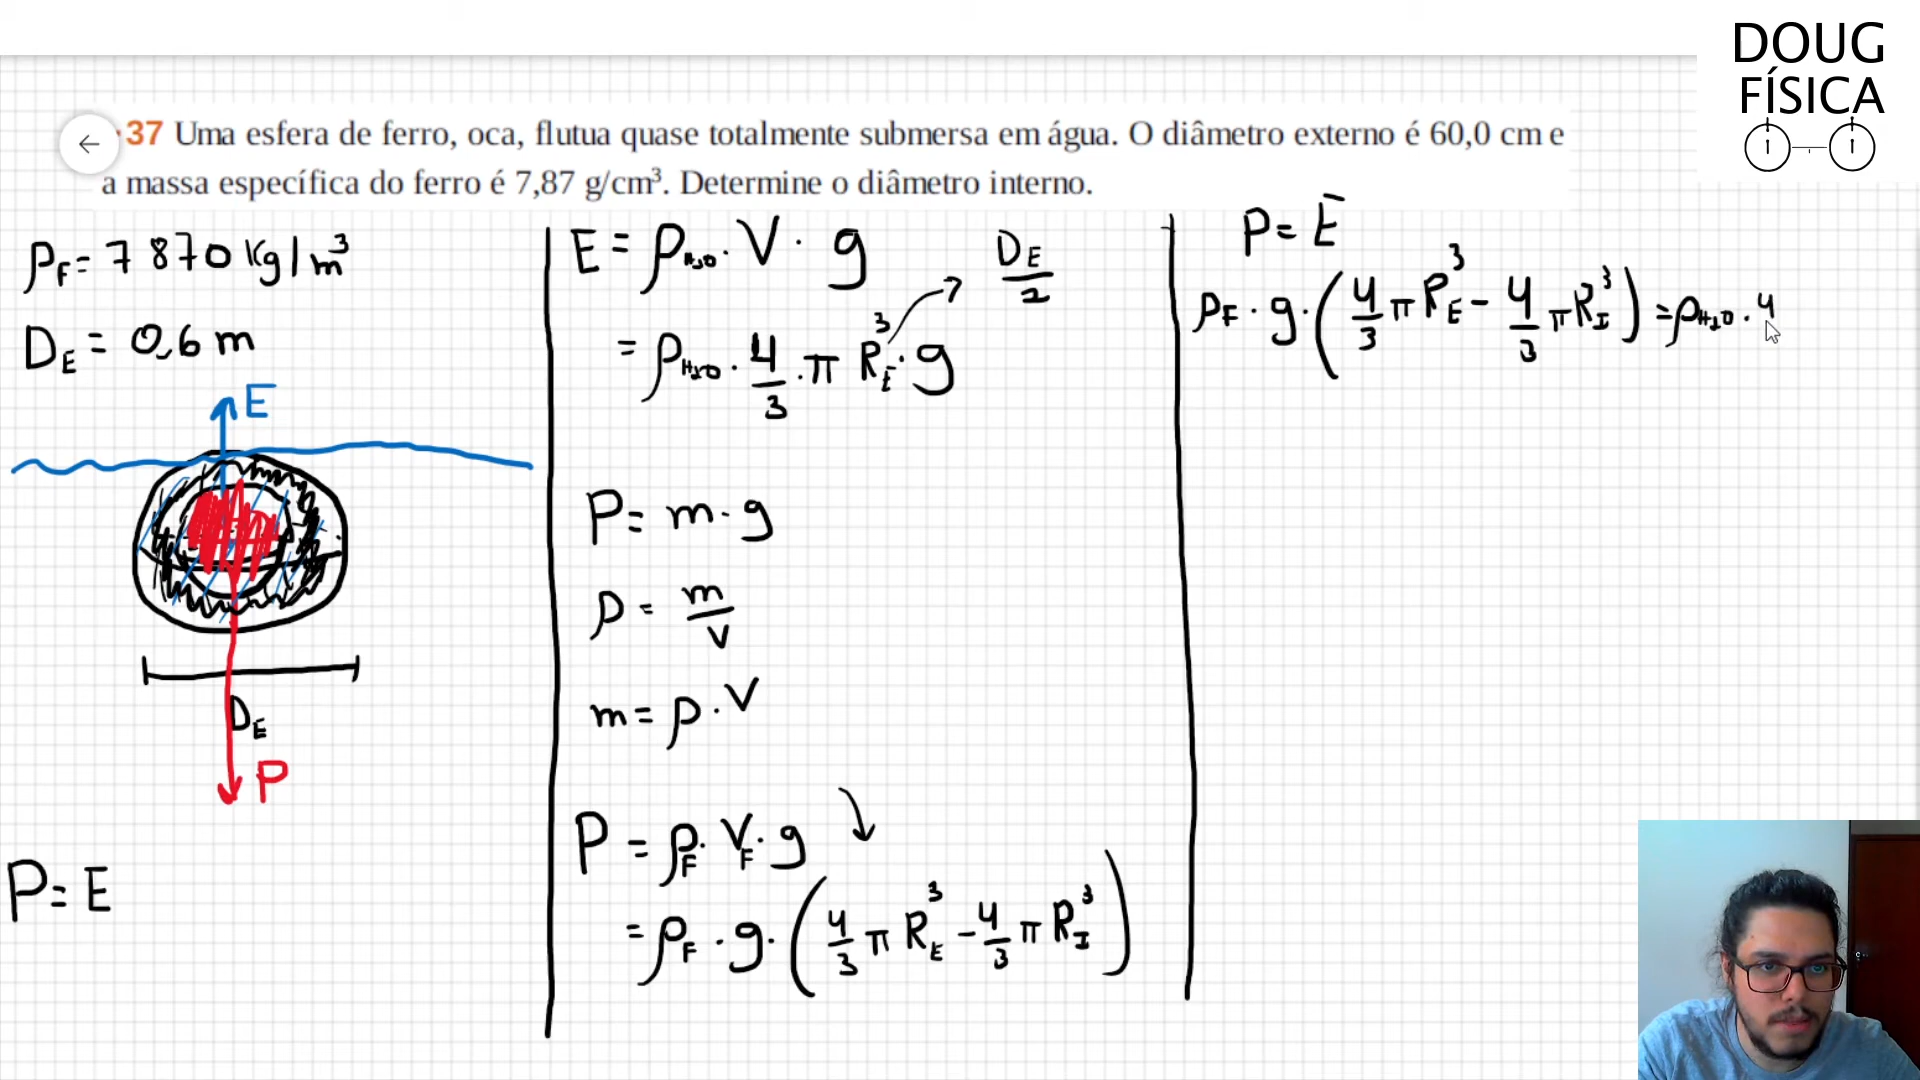 DOUG
FÍSICA
37 Uma esfera de ferro, oca, flutua quase totalmente submersa em água. O diâmetro externo é 60,0 cm e
a massa específica do ferro é 7,87 g/cm³. Determine o diâmetro interno.
ρF = 7870 Kg/m³
DE = 0,6 m
E
DE
P
P = E
E = ρH₂O · V · g
DE/2
= ρH₂O · 4/3 · π RE³ · g
P = m · g
ρ = m/V
m = ρ · V
P = ρF · VF · g
= ρF · g · (4/3 π RE³ - 4/3 π RI³)
P = E
ρF · g · (4/3 π RE³ - 4/3 π RI³) = ρH₂O · 4